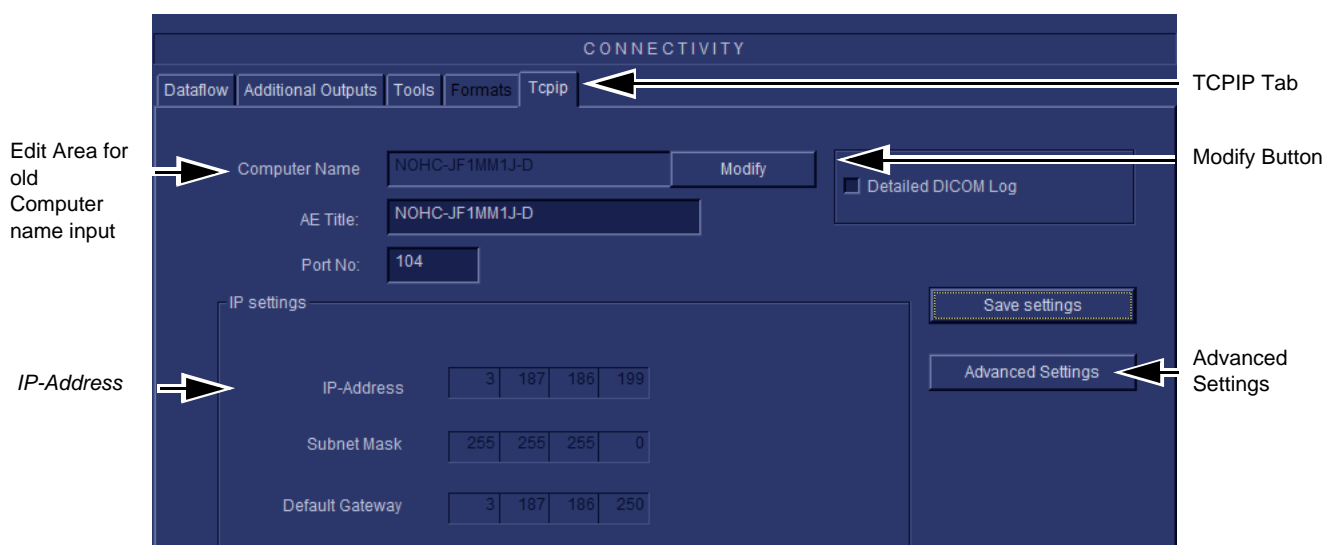 CONNECTIVITY
Dataflow Additional Outputs Tools Formats Tcpip
TCPIP Tab
Edit Area for
old
Computer
name input
Computer Name NOHC-JF1MM1J-D Modify
Modify Button
Detailed DICOM Log
AE Title: NOHC-JF1MM1J-D
Port No: 104
IP settings
Save settings
IP-Address
IP-Address 3 187 186 199
Advanced Settings
Advanced
Settings
Subnet Mask 255 255 255 0
Default Gateway 3 187 186 250